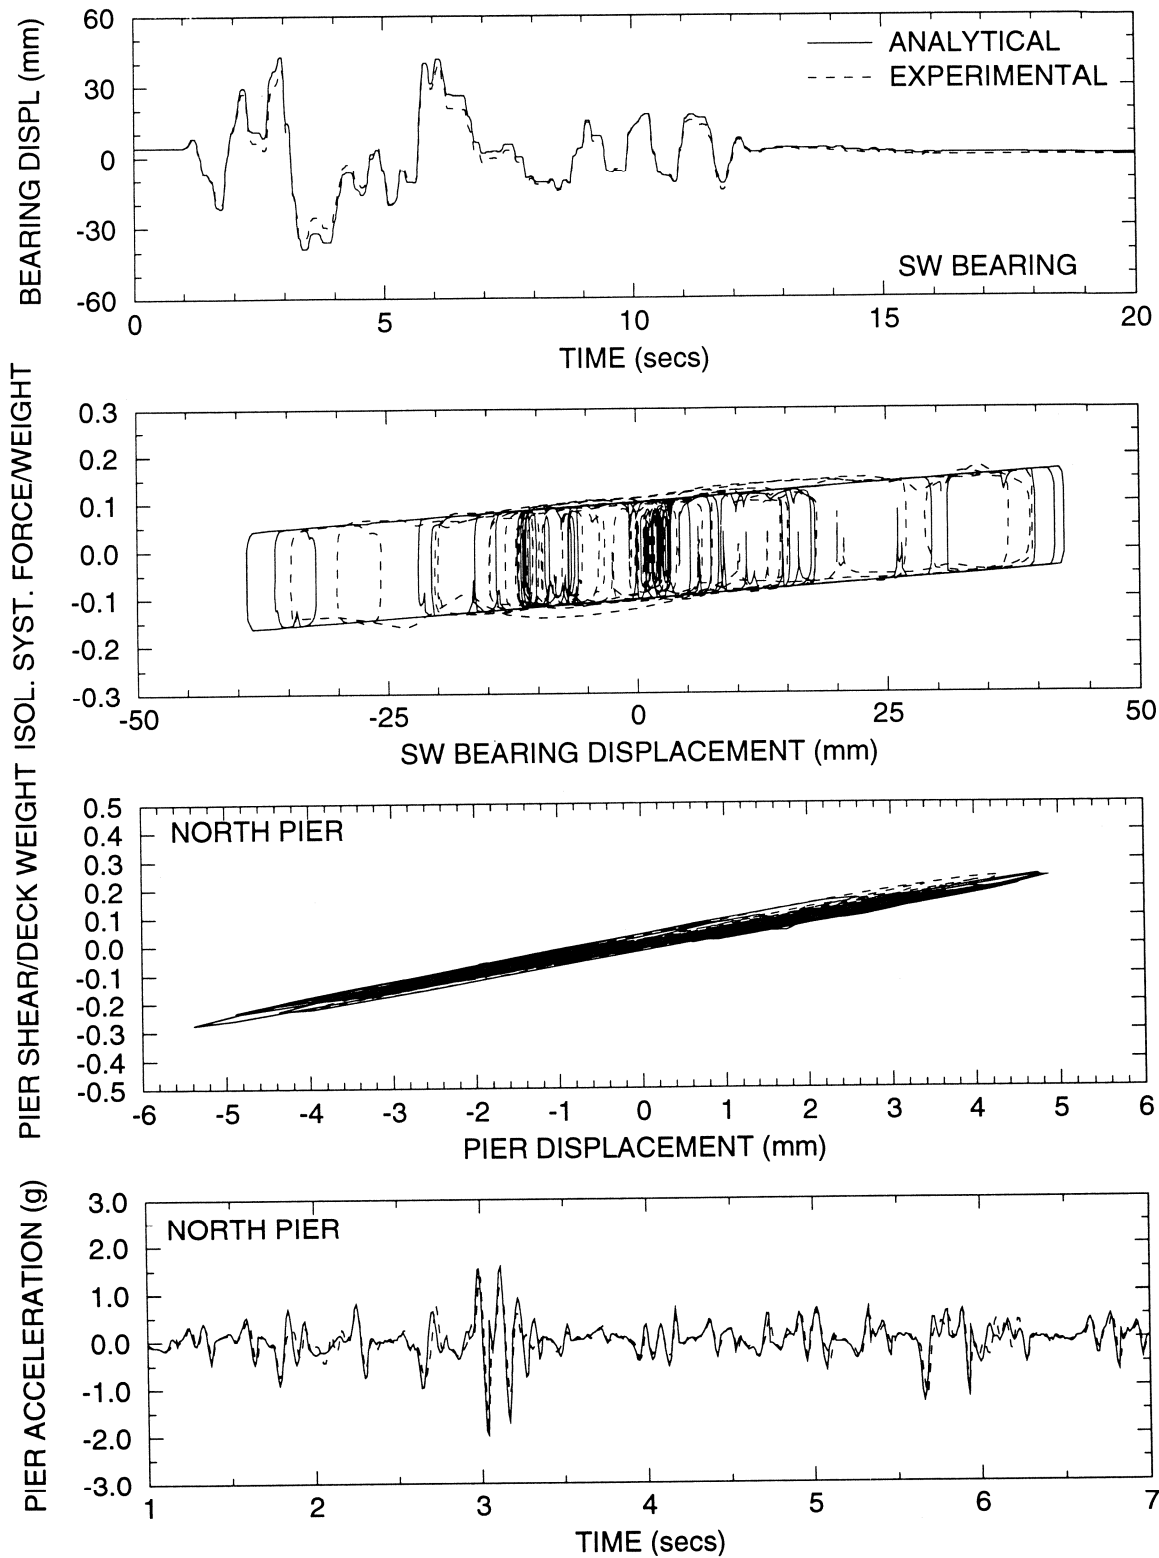 BEARING DISPL (mm)
60
30
0
-30
-60
ANALYTICAL
EXPERIMENTAL
SW BEARING
0 5 10 15 20
TIME (secs)
ISOL. SYST. FORCE/WEIGHT
0.3
0.2
0.1
0.0
-0.1
-0.2
-0.3
-50 -25 0 25 50
SW BEARING DISPLACEMENT (mm)
PIER SHEAR/DECK WEIGHT
0.5
0.4
0.3
0.2
0.1
0.0
-0.1
-0.2
-0.3
-0.4
-0.5
NORTH PIER
-6 -5 -4 -3 -2 -1 0 1 2 3 4 5 6
PIER DISPLACEMENT (mm)
PIER ACCELERATION (g)
3.0
2.0
1.0
0.0
-1.0
-2.0
-3.0
NORTH PIER
1 2 3 4 5 6 7
TIME (secs)